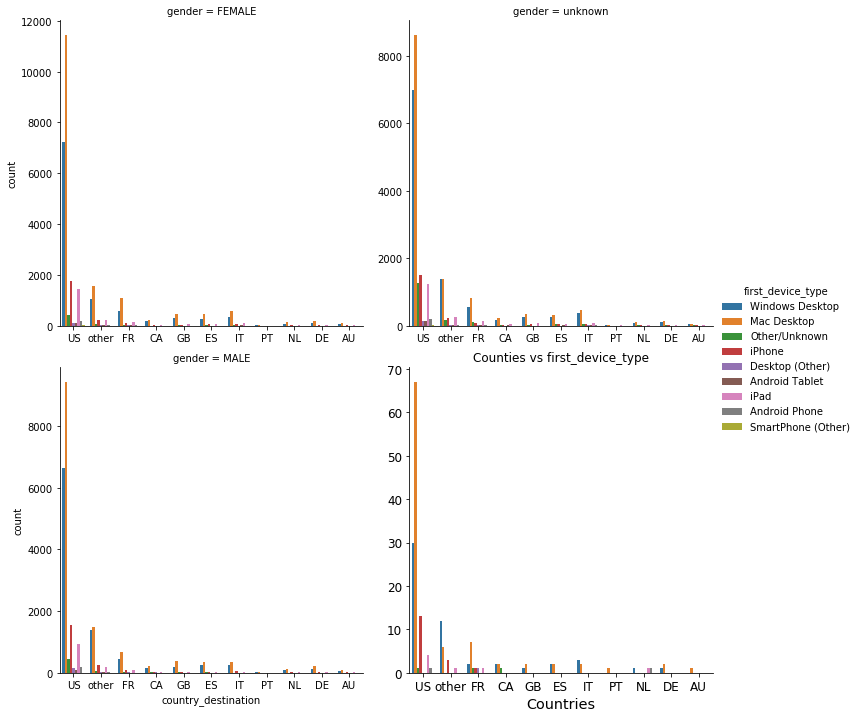 gender = FEMALE
count
12000
10000
8000
6000
4000
2000
0
US other FR CA GB ES IT PT NL DE AU
gender = unknown
8000
6000
4000
2000
0
US other FR CA GB ES IT PT NL DE AU
gender = MALE
count
8000
6000
4000
2000
0
US other FR CA GB ES IT PT NL DE AU
country_destination
Counties vs first_device_type
70
60
50
40
30
20
10
0
US other FR CA GB ES IT PT NL DE AU
Countries
first_device_type
Windows Desktop
Mac Desktop
Other/Unknown
iPhone
Desktop (Other)
Android Tablet
iPad
Android Phone
SmartPhone (Other)